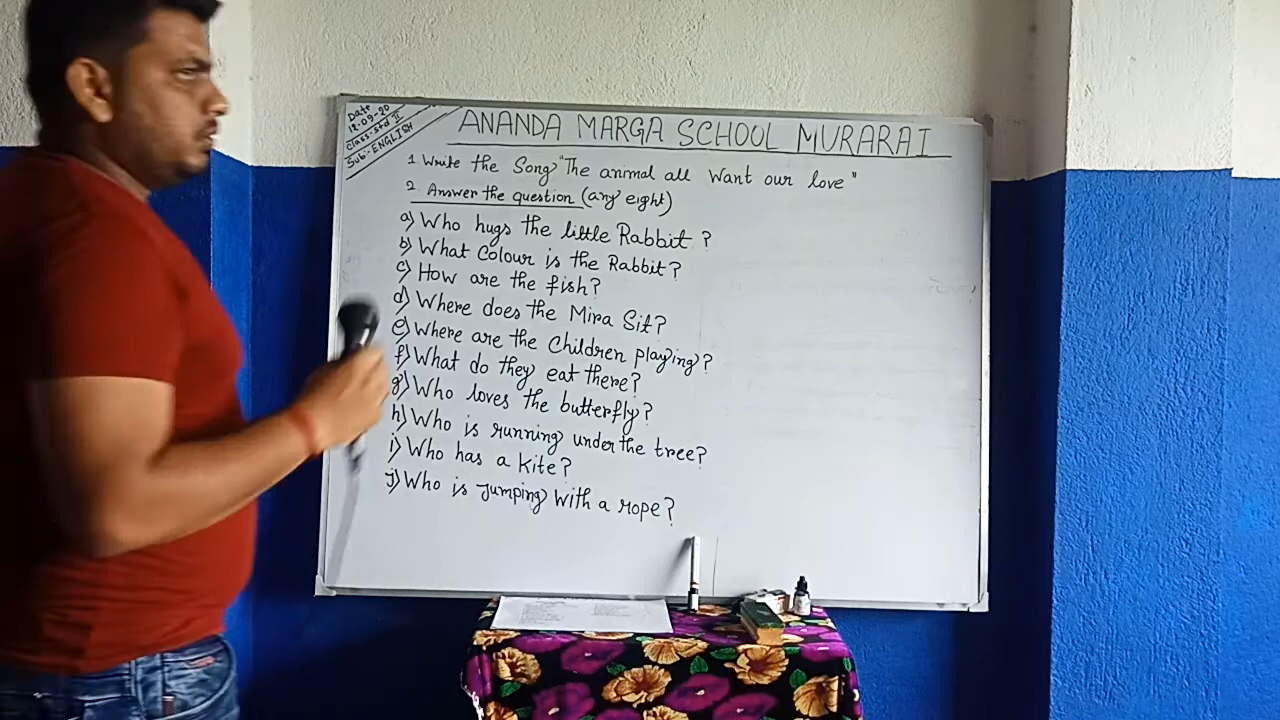 Date
12.09.20
Class-std II
Sub:- ENGLISH
ANANDA MARGA SCHOOL MURARAI
1 Write the Song "The animal all want our love"
2. Answer the question (any eight)
a) Who hugs the little Rabbit ?
b) What Colour is the Rabbit?
c) How are the fish?
d) Where does the Mira Sit?
e) Where are the Children playing?
f) What do they eat there?
g) Who loves the butterfly?
h) Who is running under the tree?
i) Who has a kite?
j) Who is Jumping with a rope?